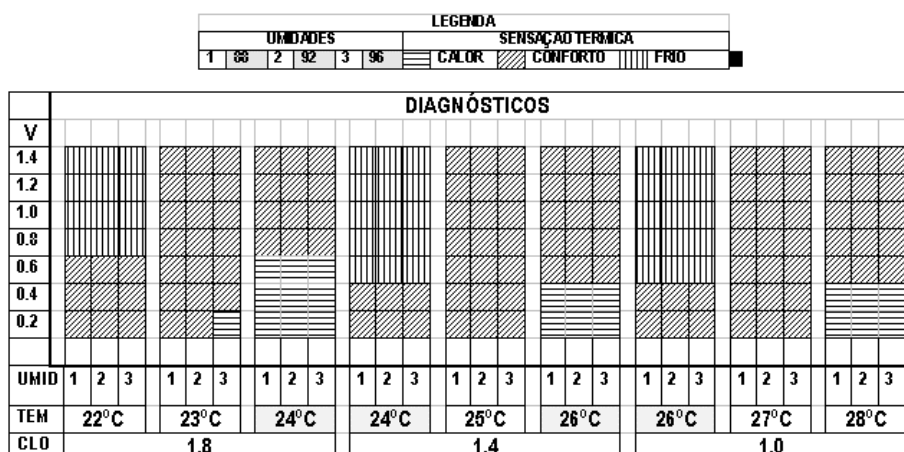 LEGENDA
UMIDADES SENSAÇAO TERMICA
1 88 2 92 3 96 CALOR CONFORTO FRIO
DIAGNÓSTICOS
V
1.4
1.2
1.0
0.8
0.6
0.4
0.2
UMID 1 2 3 1 2 3 1 2 3 1 2 3 1 2 3 1 2 3 1 2 3 1 2 3 1 2 3
TEM 22°C 23°C 24°C 24°C 25°C 26°C 26°C 27°C 28°C
CLO 1.8 1.4 1.0